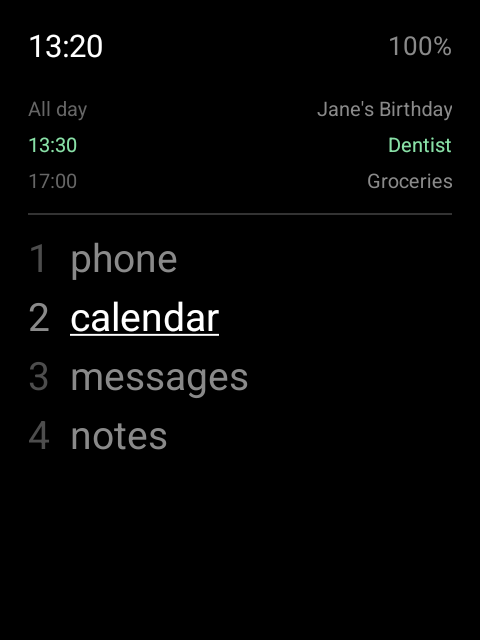 13:20 100%
All day Jane's Birthday
13:30 Dentist
17:00 Groceries
1 phone
2 calendar
3 messages
4 notes